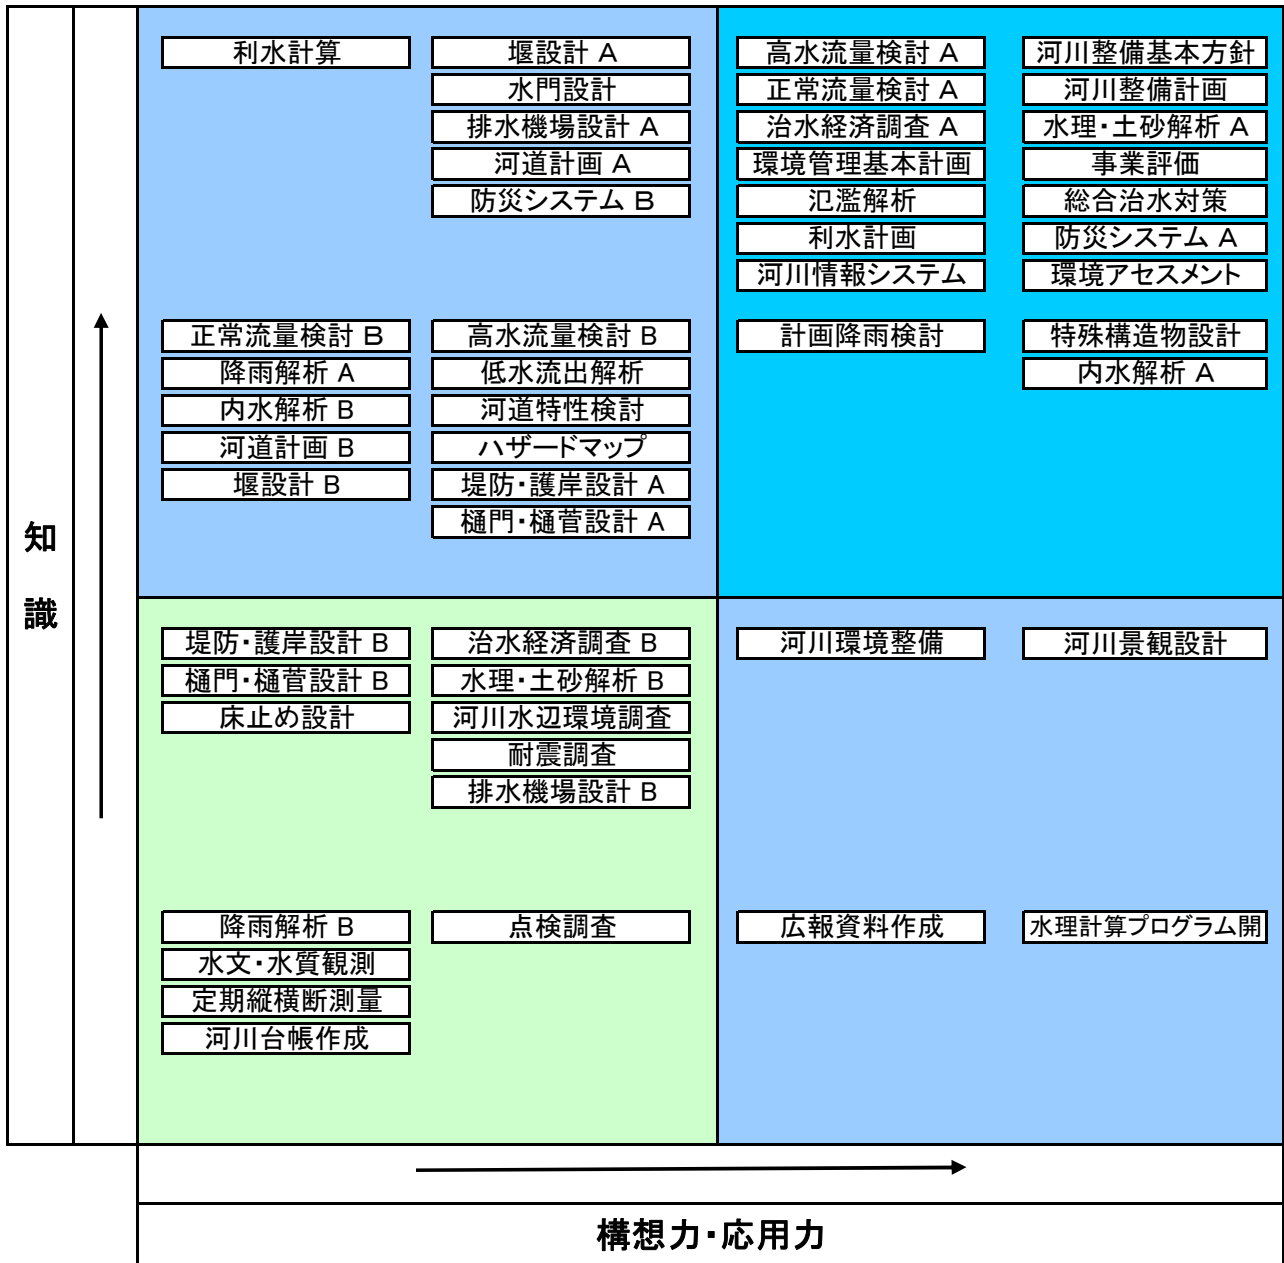 利水計算
堰設計 A
水門設計
排水機場設計 A
河道計画 A
防災システム B
高水流量検討 A
正常流量検討 A
治水経済調査 A
環境管理基本計画
氾濫解析
利水計画
河川情報システム
河川整備基本方針
河川整備計画
水理・土砂解析 A
事業評価
総合治水対策
防災システム A
環境アセスメント
正常流量検討 B
降雨解析 A
内水解析 B
河道計画 B
堰設計 B
高水流量検討 B
低水流出解析
河道特性検討
ハザードマップ
堤防・護岸設計 A
樋門・樋菅設計 A
計画降雨検討
特殊構造物設計
内水解析 A
知
識
堤防・護岸設計 B
樋門・樋菅設計 B
床止め設計
治水経済調査 B
水理・土砂解析 B
河川水辺環境調査
耐震調査
排水機場設計 B
河川環境整備
河川景観設計
降雨解析 B
水文・水質観測
定期縦横断測量
河川台帳作成
点検調査
広報資料作成
水理計算プログラム開
構想力・応用力